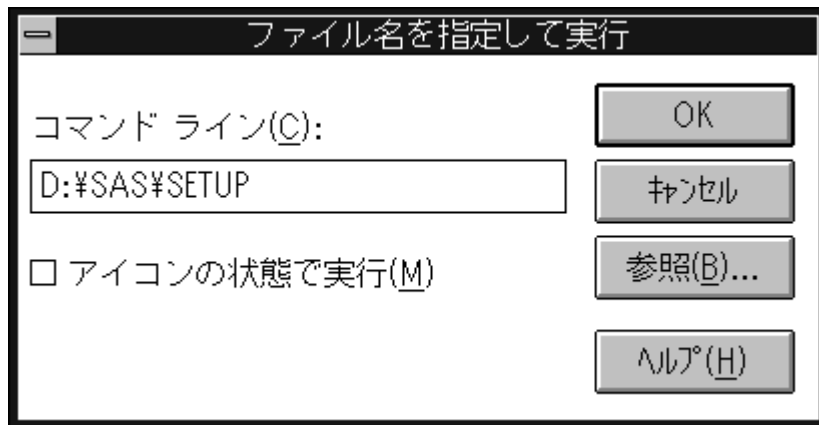 ファイル名を指定して実行
コマンド ライン(C):
D:¥SAS¥SETUP
□ アイコンの状態で実行(M)
OK
ｷｬﾝｾﾙ
参照(B)...
ﾍﾙﾌﾟ(H)